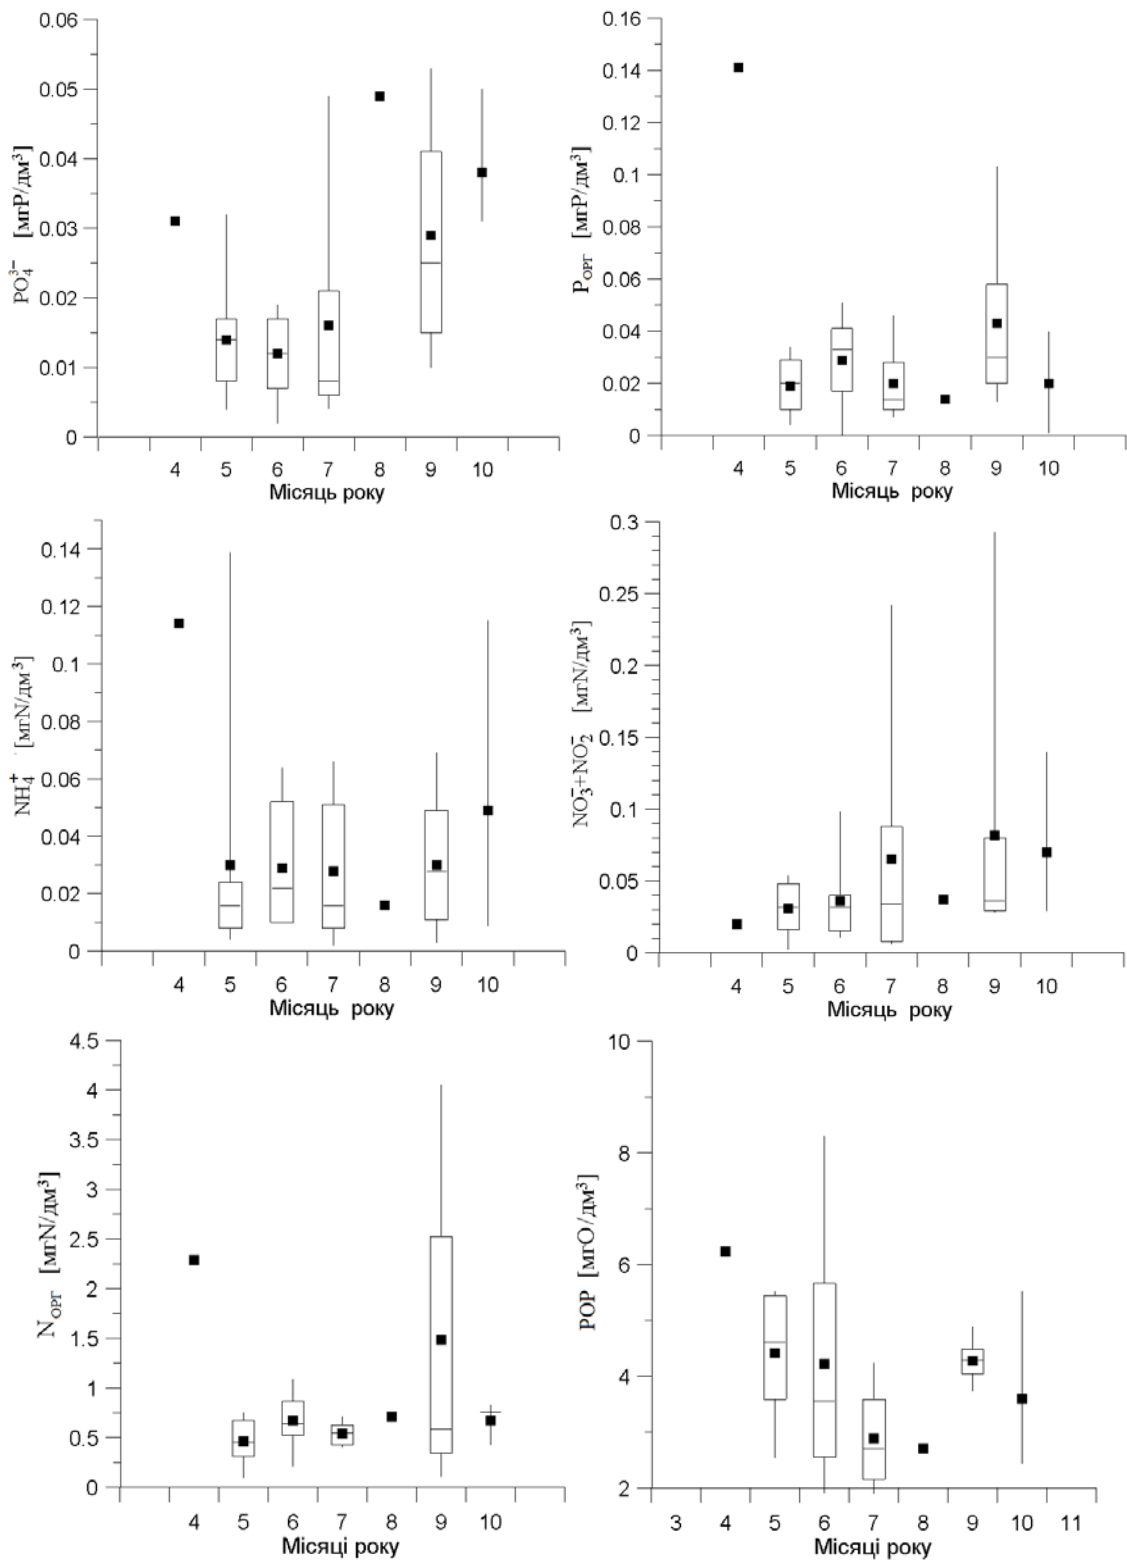 0.06
0.05
0.04
0.03
0.02
0.01
0
PO₄³⁻ [мгP/дм³]
4 5 6 7 8 9 10
Місяць року
0.16
0.14
0.12
0.1
0.08
0.06
0.04
0.02
0
Pорг [мгP/дм³]
4 5 6 7 8 9 10
Місяць року
0.14
0.12
0.1
0.08
0.06
0.04
0.02
0
NH₄⁺ [мгN/дм³]
4 5 6 7 8 9 10
Місяць року
0.3
0.25
0.2
0.15
0.1
0.05
0
NO₃⁻+NO₂⁻ [мгN/дм³]
4 5 6 7 8 9 10
Місяць року
4.5
4
3.5
3
2.5
2
1.5
1
0.5
0
Nорг [мгN/дм³]
4 5 6 7 8 9 10
Місяці року
10
8
6
4
2
РОР [мгО/дм³]
3 4 5 6 7 8 9 10 11
Місяці року